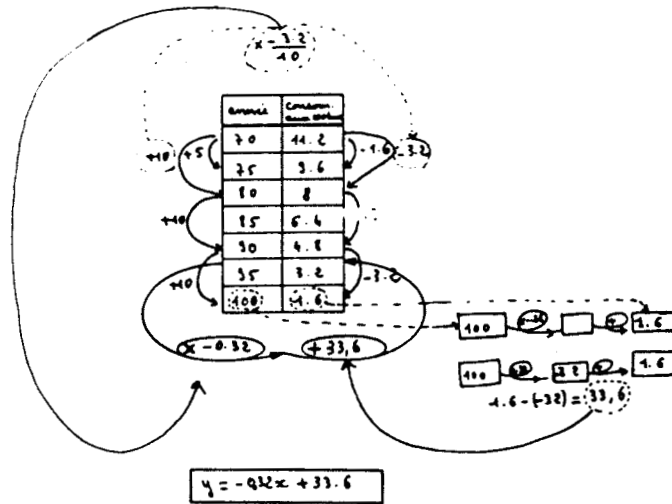 × -3.2
10
année Consom.
70 11.2
+10 +5 -1.6 -3.2
75 9.6
80 8
+10
85 6.4
90 4.8
+10 -3.2
95 3.2
100 1.6
100 1.6
× -0.32 + 33,6
100 1.6
1.6-(-32) = 33,6
y = -0,32x + 33.6